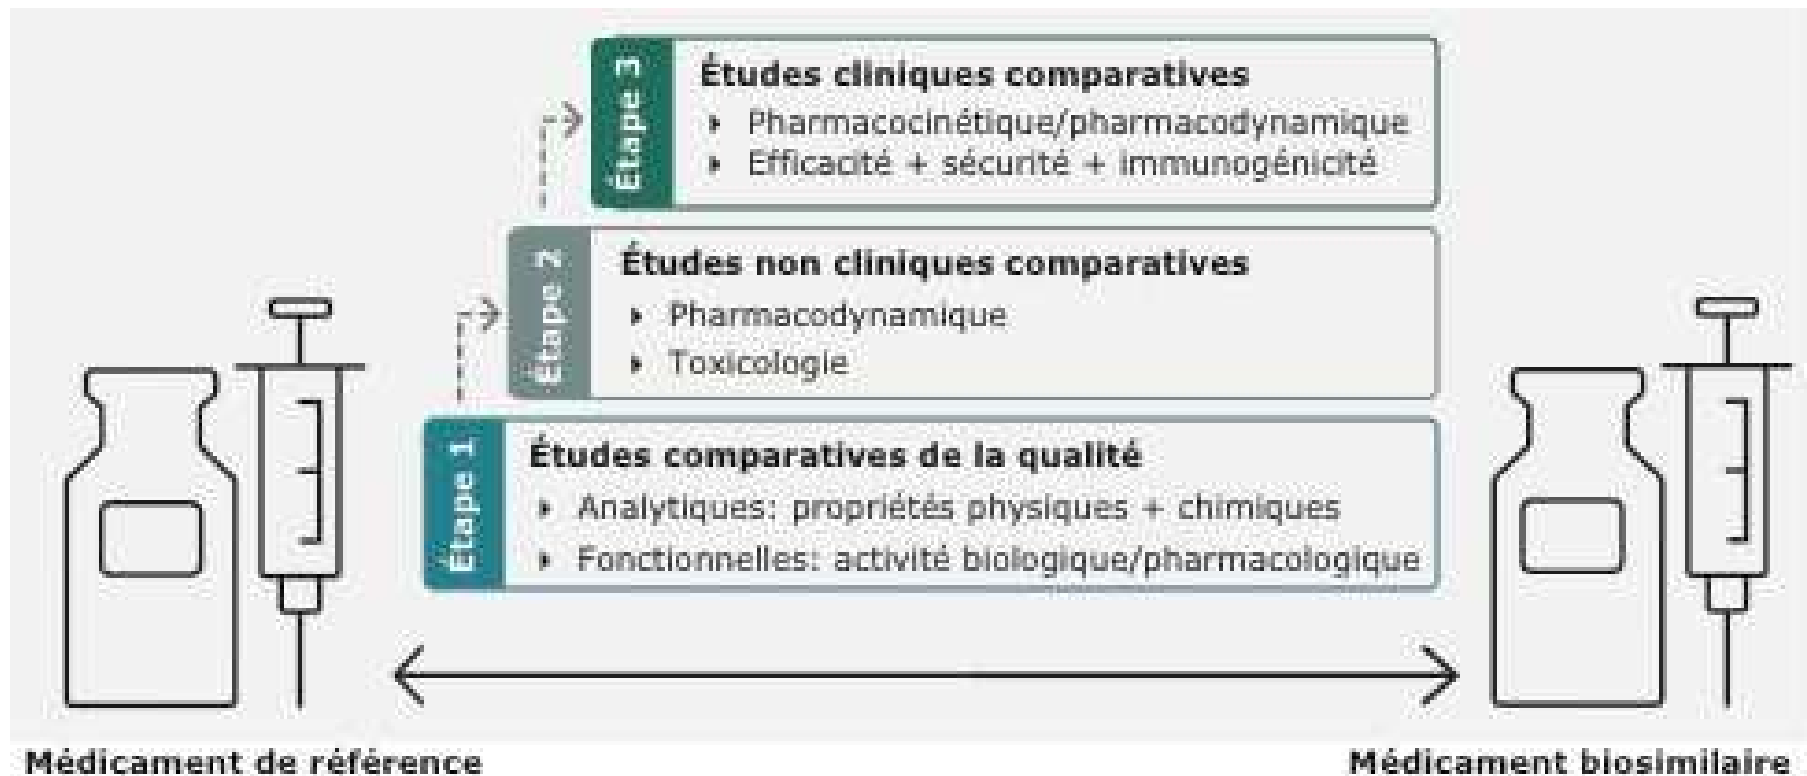 Étape 3
Études cliniques comparatives
Pharmacocinétique/pharmacodynamique
Efficacité + sécurité + immunogénicité
Étape 2
Études non cliniques comparatives
Pharmacodynamique
Toxicologie
Étape 1
Études comparatives de la qualité
Analytiques: propriétés physiques + chimiques
Fonctionnelles: activité biologique/pharmacologique
Médicament de référence
Médicament biosimilaire